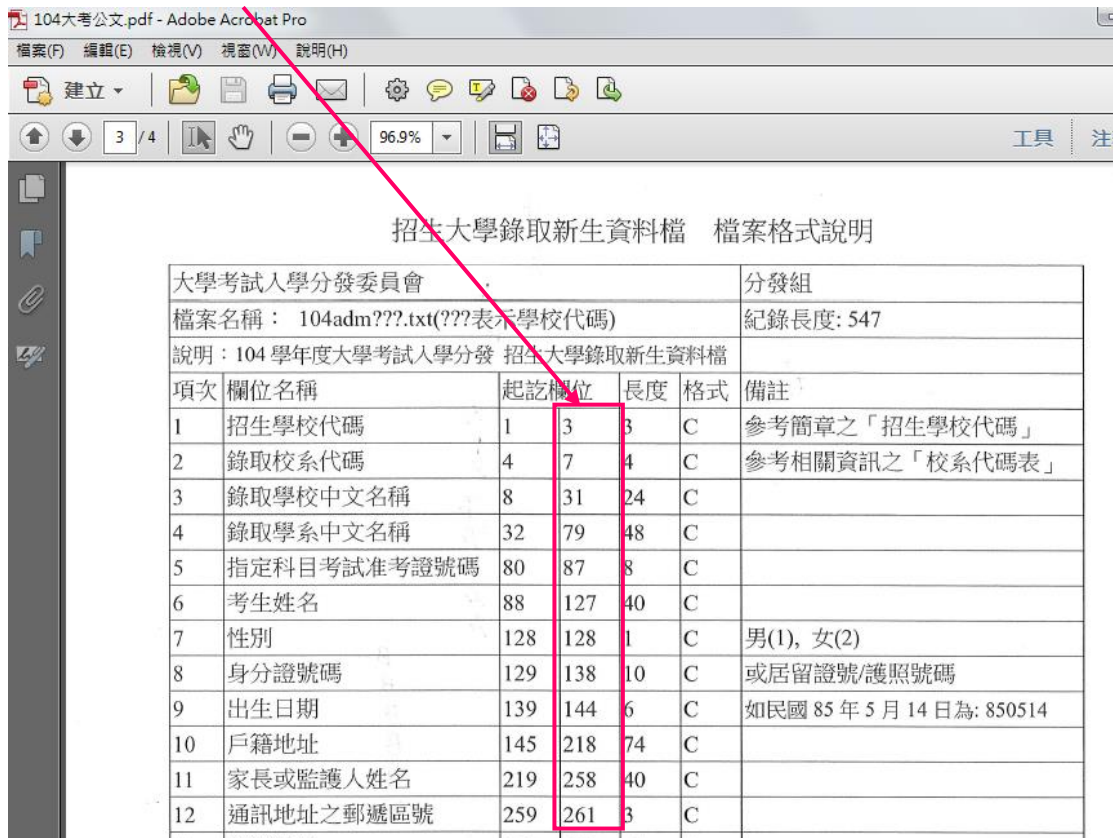 104大考公文.pdf - Adobe Acrobat Pro
檔案(F) 編輯(E) 檢視(V) 視窗(W) 說明(H)
建立
3 / 4 96.9% 工具 注
招生大學錄取新生資料檔 檔案格式說明
大學考試入學分發委員會 分發組
檔案名稱： 104adm???.txt(???表示學校代碼) 紀錄長度: 547
說明：104 學年度大學考試入學分發 招生大學錄取新生資料檔
項次 欄位名稱 起訖欄位 長度 格式 備註
1 招生學校代碼 1 3 3 C 參考簡章之「招生學校代碼」
2 錄取校系代碼 4 7 4 C 參考相關資訊之「校系代碼表」
3 錄取學校中文名稱 8 31 24 C
4 錄取學系中文名稱 32 79 48 C
5 指定科目考試准考證號碼 80 87 8 C
6 考生姓名 88 127 40 C
7 性別 128 128 1 C 男(1), 女(2)
8 身分證號碼 129 138 10 C 或居留證號/護照號碼
9 出生日期 139 144 6 C 如民國 85 年 5 月 14 日為: 850514
10 戶籍地址 145 218 74 C
11 家長或監護人姓名 219 258 40 C
12 通訊地址之郵遞區號 259 261 3 C